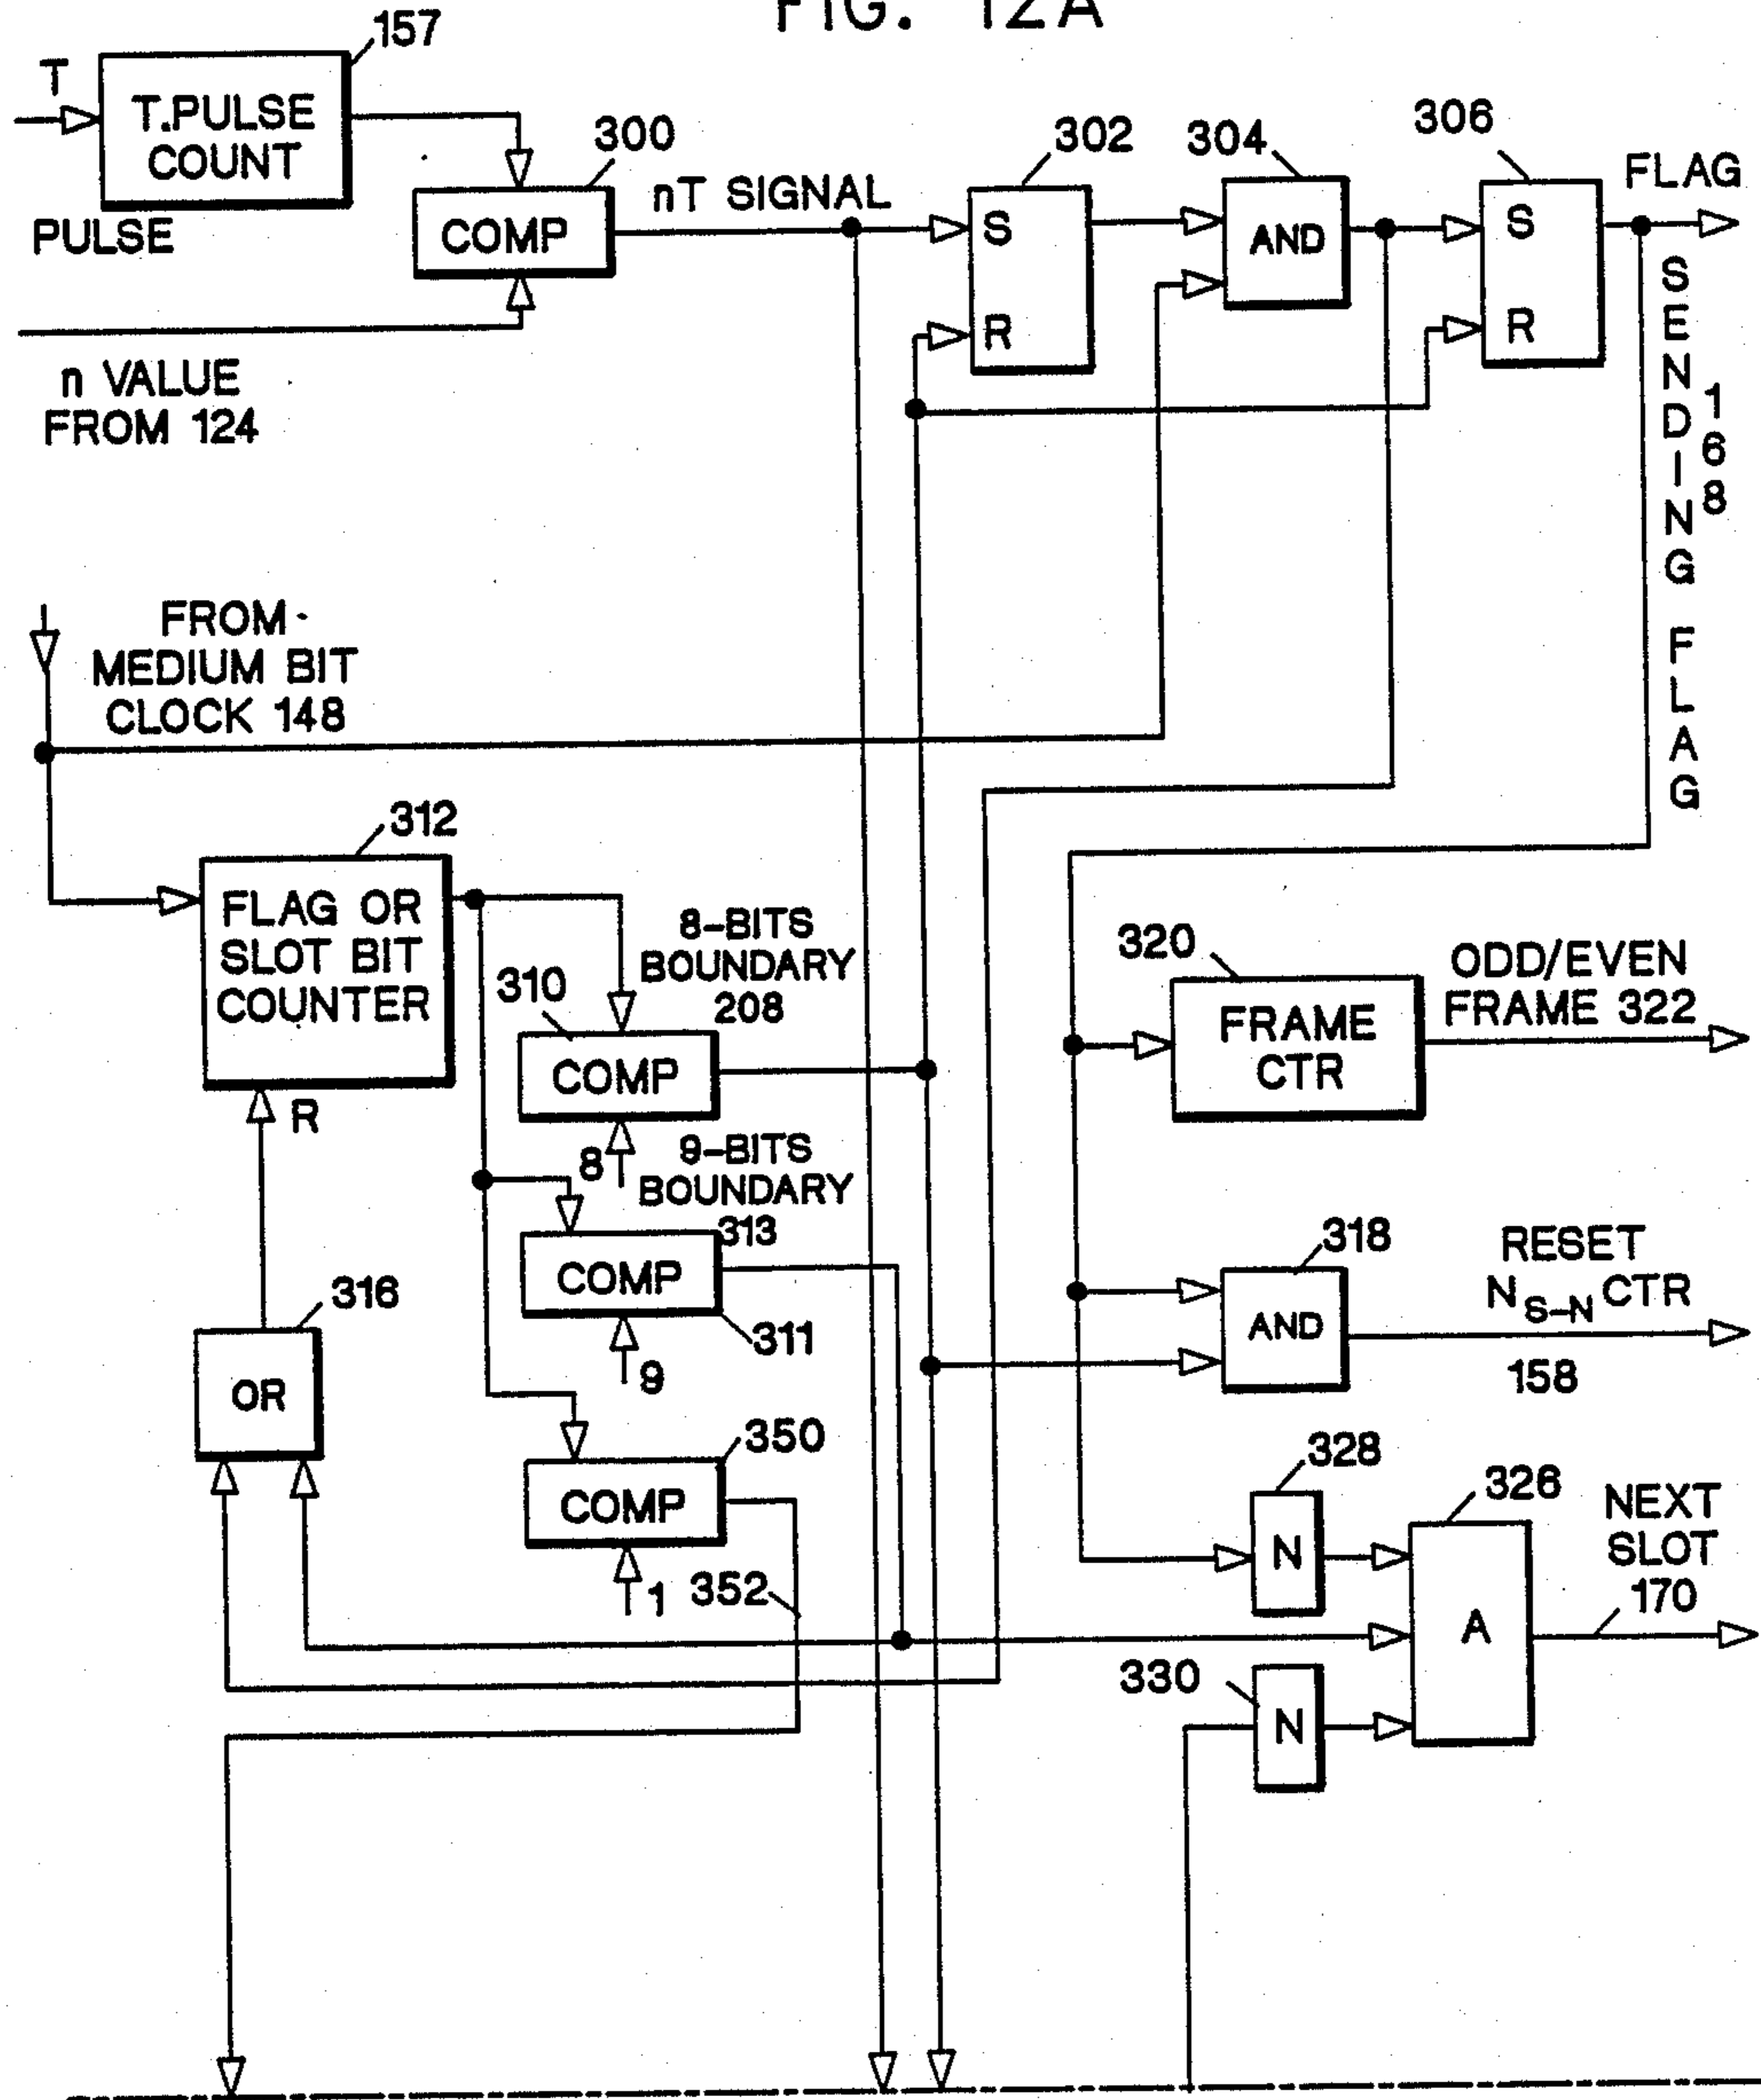 FIG. 12A
157
T
T.PULSE
COUNT
PULSE
300
COMP
nT SIGNAL
n VALUE
FROM 124
302
S
R
304
AND
306
S
R
FLAG
SENDING FLAG
168
FROM
MEDIUM BIT
CLOCK 148
312
FLAG OR
SLOT BIT
COUNTER
R
8-BITS
BOUNDARY
208
310
COMP
8
9-BITS
BOUNDARY
313
COMP
311
9
316
OR
350
COMP
1
352
320
FRAME
CTR
ODD/EVEN
FRAME 322
318
AND
RESET
NS-N CTR
158
328
N
326
A
NEXT
SLOT
170
330
N